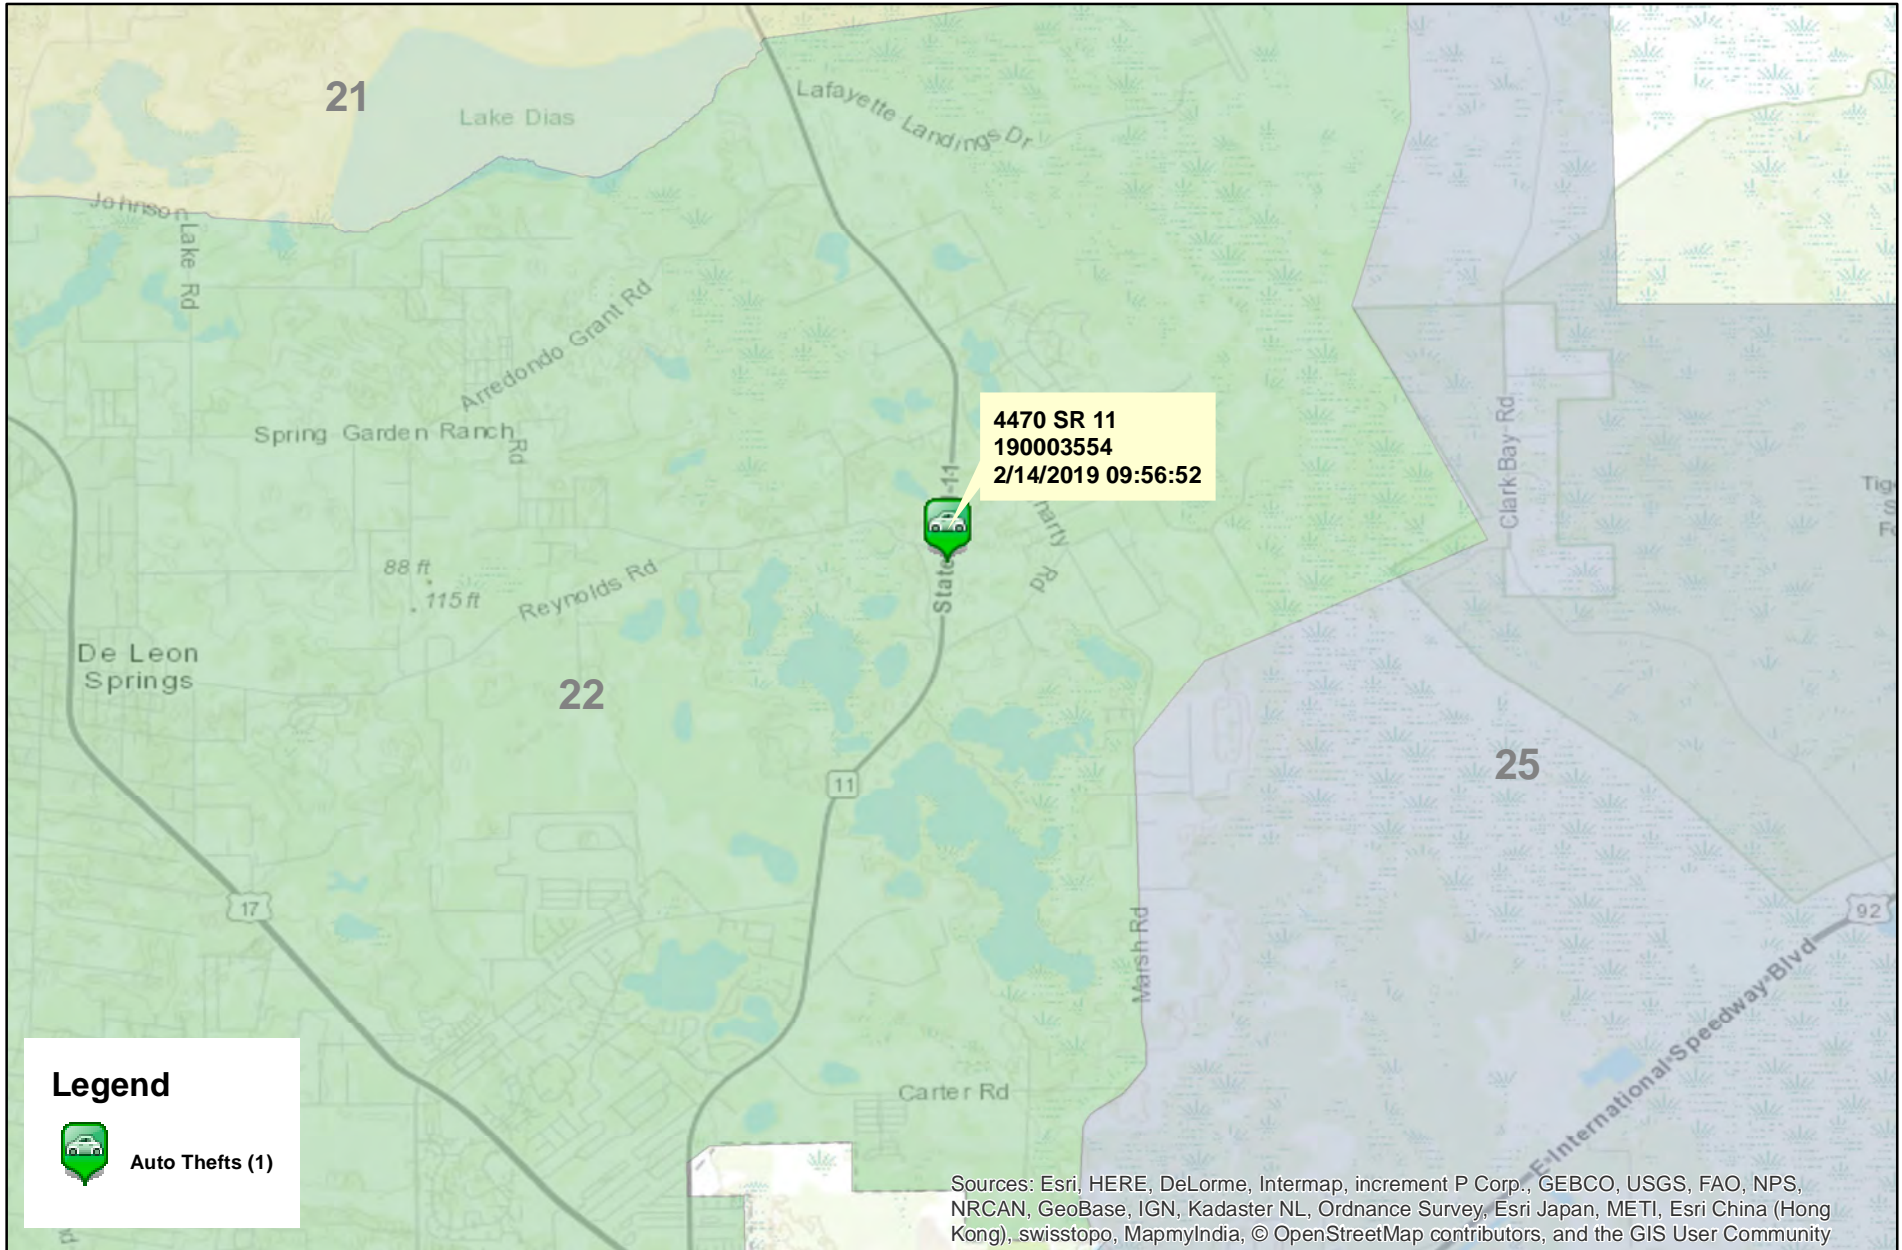 21
Lake Dias
Lafayette Landings Dr
Johnson Lake Rd
Arredondo Grant Rd
Spring Garden Ranch Rd
4470 SR 11
190003554
2/14/2019 09:56:52
State
-11
Rd
Clark Bay Rd
88 ft
115 ft
Reynolds Rd
De Leon
Springs
22
11
25
17
92
Marsh Rd
E International Speedway Blvd
Carter Rd
Legend
Auto Thefts (1)
Sources: Esri, HERE, DeLorme, Intermap, increment P Corp., GEBCO, USGS, FAO, NPS,
NRCAN, GeoBase, IGN, Kadaster NL, Ordnance Survey, Esri Japan, METI, Esri China (Hong
Kong), swisstopo, MapmyIndia, © OpenStreetMap contributors, and the GIS User Community